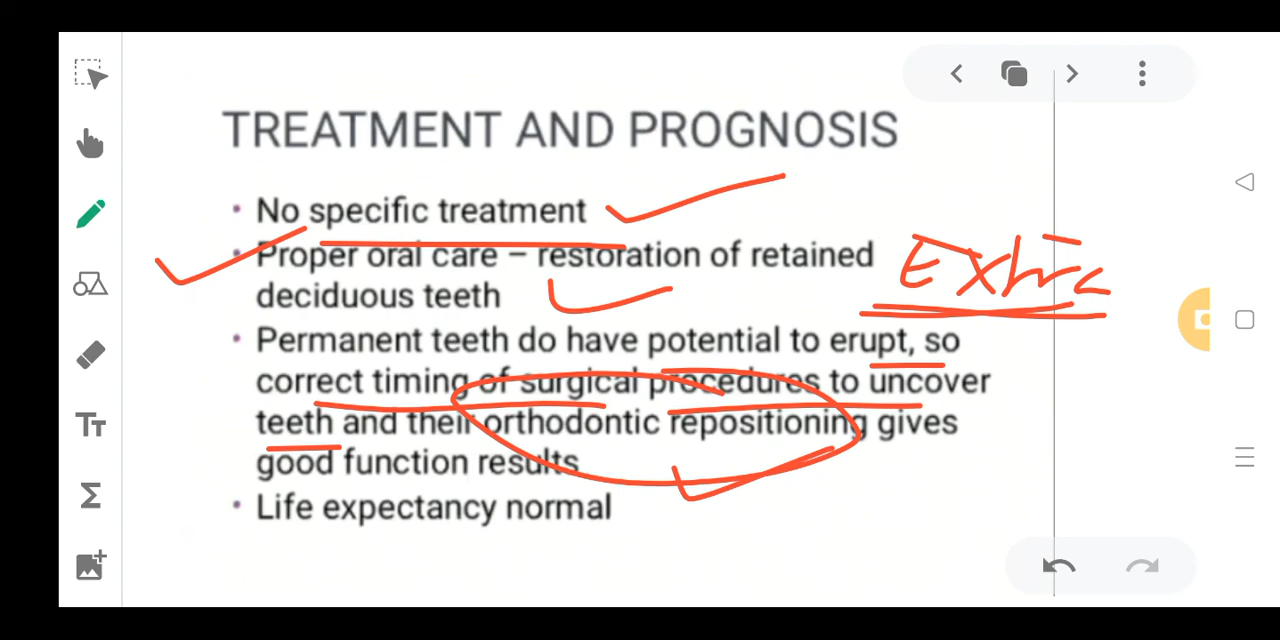 TREATMENT AND PROGNOSIS
• No specific treatment
• Proper oral care – restoration of retained
deciduous teeth
Extrc
• Permanent teeth do have potential to erupt, so
correct timing of surgical procedures to uncover
teeth and their orthodontic repositioning gives
good function results
• Life expectancy normal